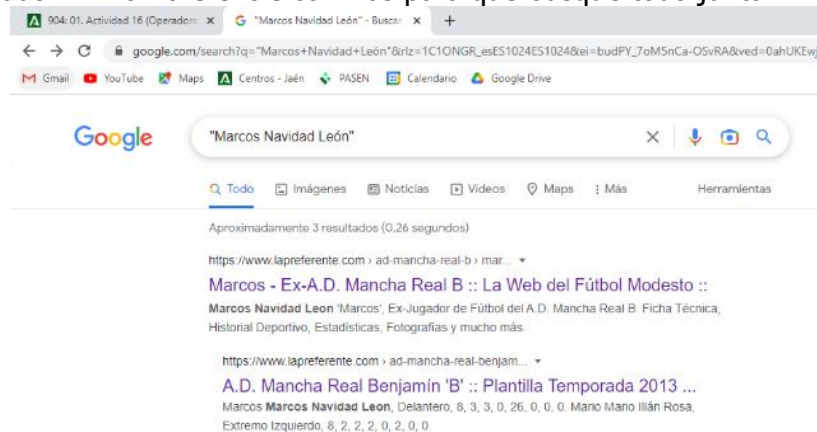 904: 01. Actividad 16 (Operador
"Marcos Navidad León" - Buscar
google.com/search?q="Marcos+Navidad+León"&rlz=1C1ONGR_esES1024ES1024&ei=budPY_7oM5nCa-OSvRA&ved=0ahUKEw
Gmail YouTube Maps Centros - Jaén PASEN Calendario Google Drive
Google
"Marcos Navidad León"
Todo Imágenes Noticias Vídeos Maps Más Herramientas
Aproximadamente 3 resultados (0,26 segundos)
https://www.lapreferente.com › ad-mancha-real-b › mar...
Marcos - Ex-A.D. Mancha Real B :: La Web del Fútbol Modesto ::
Marcos Navidad Leon 'Marcos', Ex-Jugador de Fútbol del A.D. Mancha Real B. Ficha Técnica,
Historial Deportivo, Estadísticas, Fotografías y mucho más.
https://www.lapreferente.com › ad-mancha-real-benjam...
A.D. Mancha Real Benjamín 'B' :: Plantilla Temporada 2013 ...
Marcos Marcos Navidad Leon, Delantero, 8, 3, 3, 0, 26, 0, 0, 0. Mario Mario Illán Rosa,
Extremo Izquierdo, 8, 2, 2, 2, 0, 2, 0, 0.